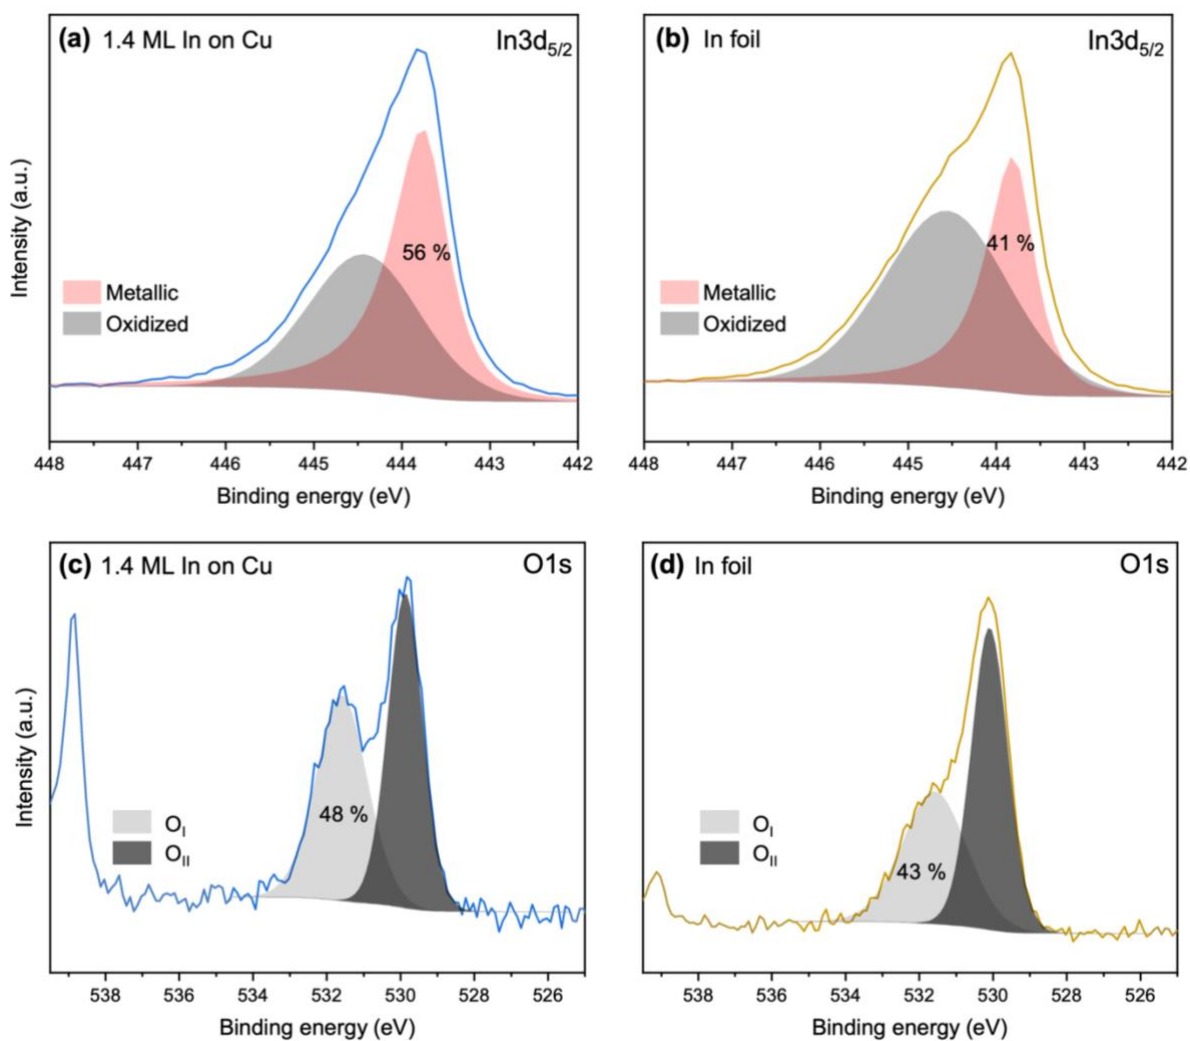 (a) 1.4 ML In on Cu In3d5/2
56 %
Metallic
Oxidized
Intensity (a.u.)
448 447 446 445 444 443 442
Binding energy (eV)
(b) In foil In3d5/2
41 %
Metallic
Oxidized
448 447 446 445 444 443 442
Binding energy (eV)
(c) 1.4 ML In on Cu O1s
48 %
OI
OII
Intensity (a.u.)
538 536 534 532 530 528 526
Binding energy (eV)
(d) In foil O1s
43 %
OI
OII
538 536 534 532 530 528 526
Binding energy (eV)